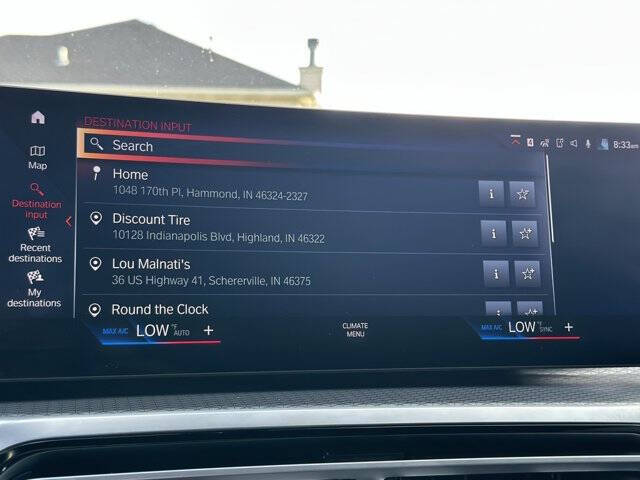 DESTINATION INPUT
Search
8:33am
Map
Home
1048 170th Pl, Hammond, IN 46324-2327
i
Destination
input
Discount Tire
10128 Indianapolis Blvd, Highland, IN 46322
i
Recent
destinations
Lou Malnati's
36 US Highway 41, Schererville, IN 46375
i
My
destinations
Round the Clock
i
MAX A/C LOW °F AUTO +
CLIMATE
MENU
MAX A/C LOW °F SYNC +